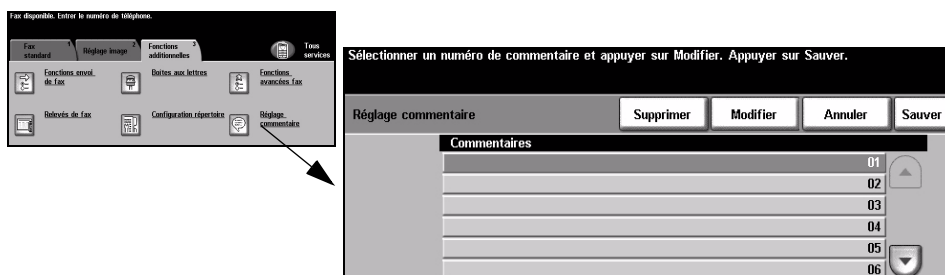 Fax disponible. Entrer le numéro de téléphone.
Fax standard 1
Réglage image 2
Fonctions additionnelles 3
Tous services
Fonctions envoi de fax
Boîtes aux lettres
Fonctions avancées fax
Relevés de fax
Configuration répertoire
Réglage commentaire
Sélectionner un numéro de commentaire et appuyer sur Modifier. Appuyer sur Sauver.
Réglage commentaire
Supprimer
Modifier
Annuler
Sauver
Commentaires
01
02
03
04
05
06